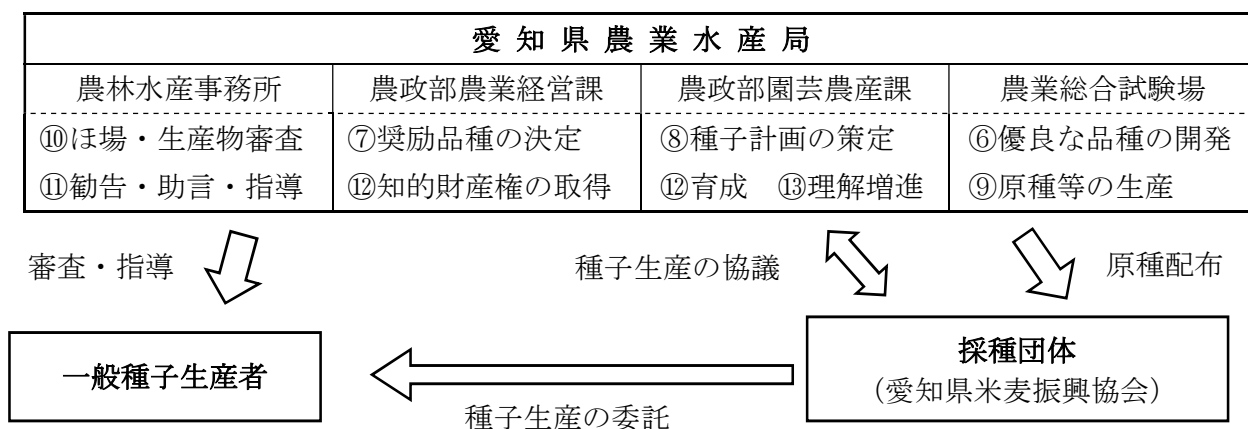 愛知県農業水産局
農林水産事務所 農政部農業経営課 農政部園芸農産課 農業総合試験場
⑩ほ場・生産物審査 ⑦奨励品種の決定 ⑧種子計画の策定 ⑥優良な品種の開発
⑪勧告・助言・指導 ⑫知的財産権の取得 ⑫育成 ⑬理解増進 ⑨原種等の生産
審査・指導 種子生産の協議 原種配布
一般種子生産者
採種団体
(愛知県米麦振興協会)
種子生産の委託